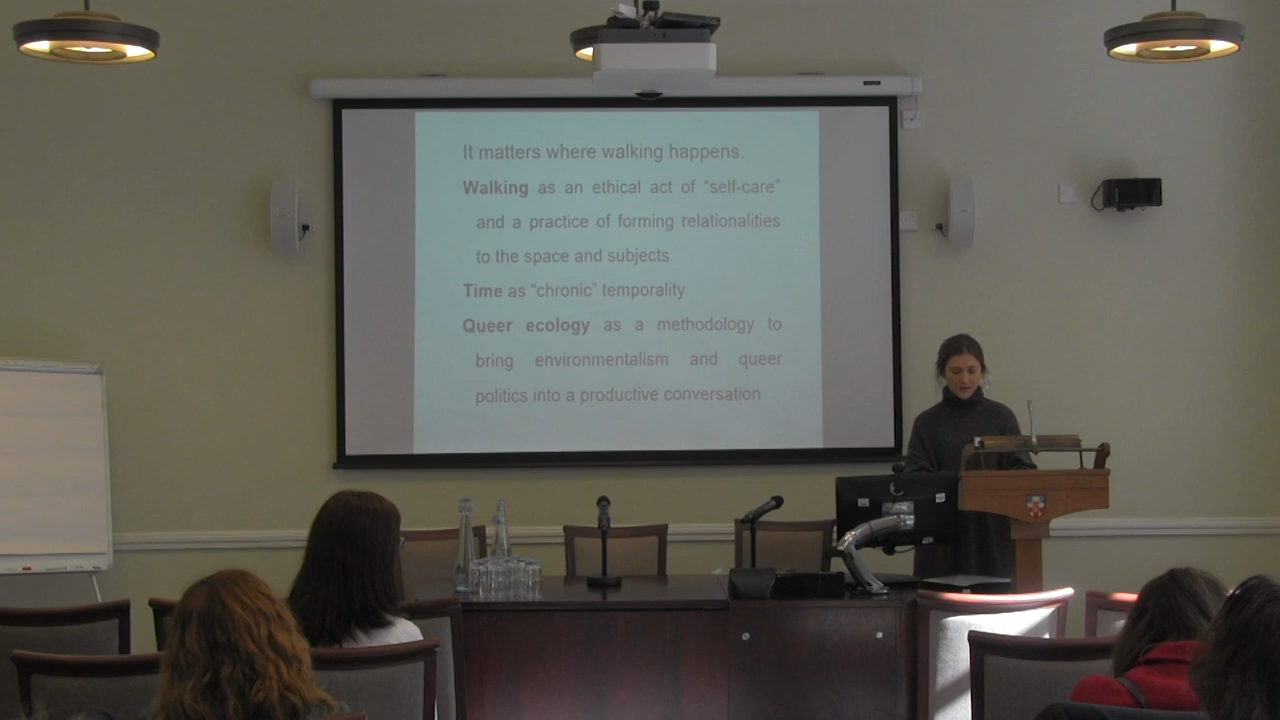 It matters where walking happens.
Walking as an ethical act of “self-care”
and a practice of forming relationalities
to the space and subjects
Time as “chronic” temporality
Queer ecology as a methodology to
bring environmentalism and queer
politics into a productive conversation